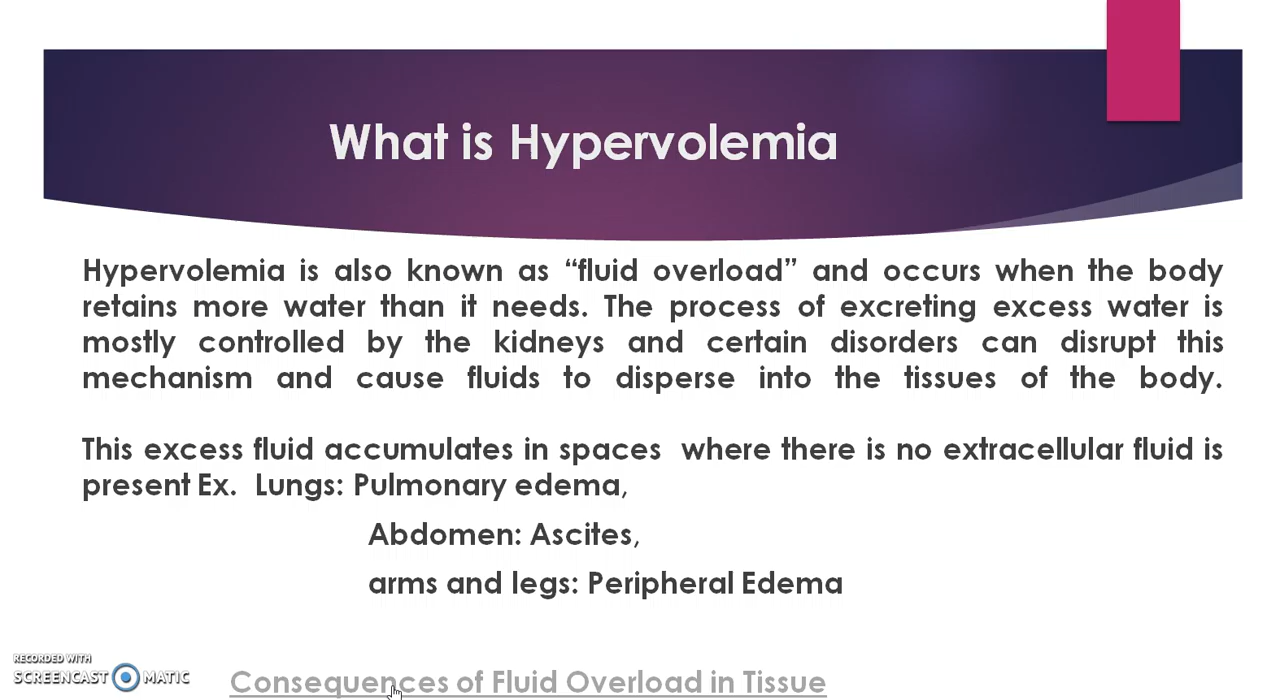 What is Hypervolemia
Hypervolemia is also known as “fluid overload” and occurs when the body
retains more water than it needs. The process of excreting excess water is
mostly controlled by the kidneys and certain disorders can disrupt this
mechanism and cause fluids to disperse into the tissues of the body.
This excess fluid accumulates in spaces where there is no extracellular fluid is
present Ex. Lungs: Pulmonary edema,
Abdomen: Ascites,
arms and legs: Peripheral Edema
RECORDED WITH
SCREENCAST MATIC
Consequences of Fluid Overload in Tissue